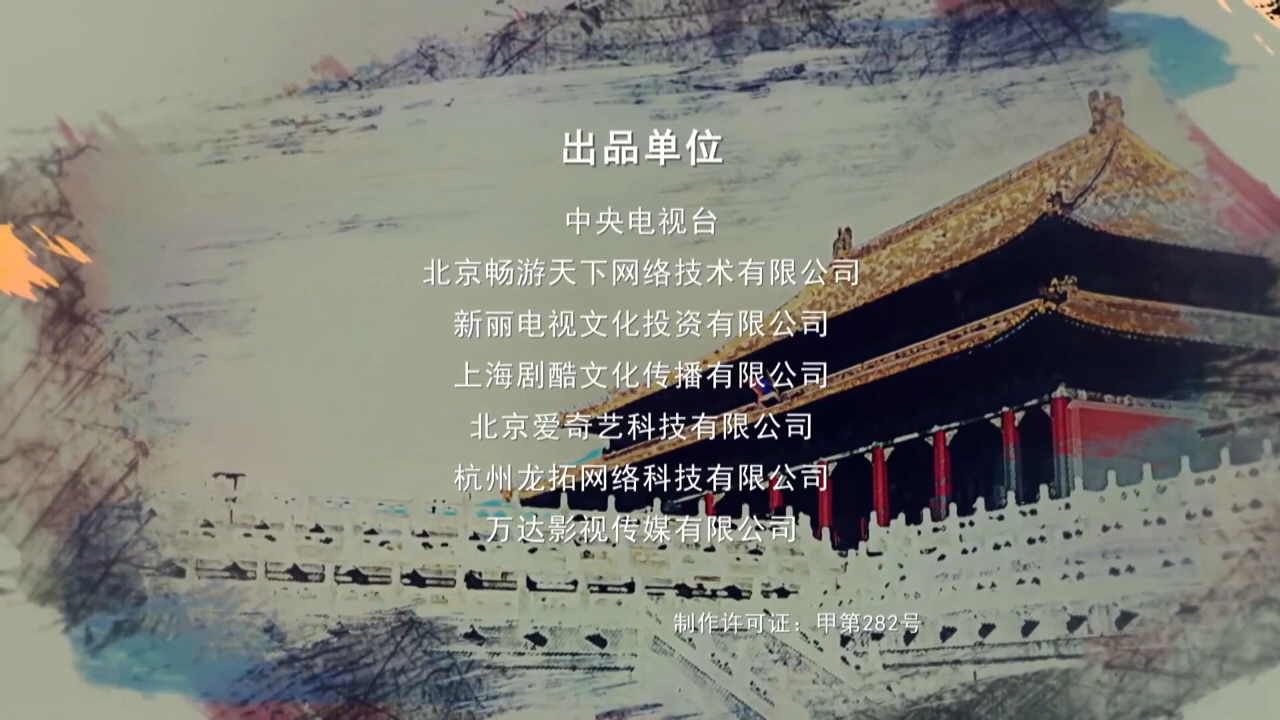 出品单位
中央电视台
北京畅游天下网络技术有限公司
新丽电视文化投资有限公司
上海剧酷文化传播有限公司
北京爱奇艺科技有限公司
杭州龙拓网络科技有限公司
万达影视传媒有限公司
制作许可证：甲第282号